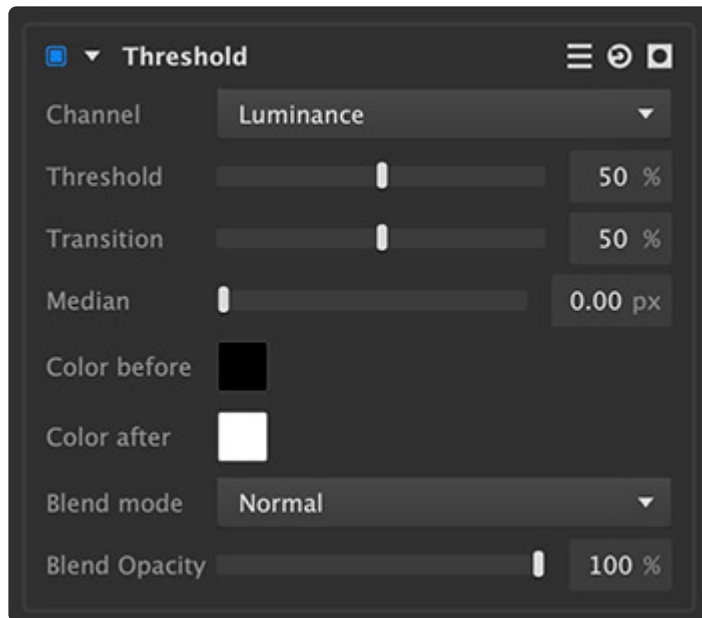 Threshold
Channel Luminance
Threshold 50 %
Transition 50 %
Median 0.00 px
Color before
Color after
Blend mode Normal
Blend Opacity 100 %